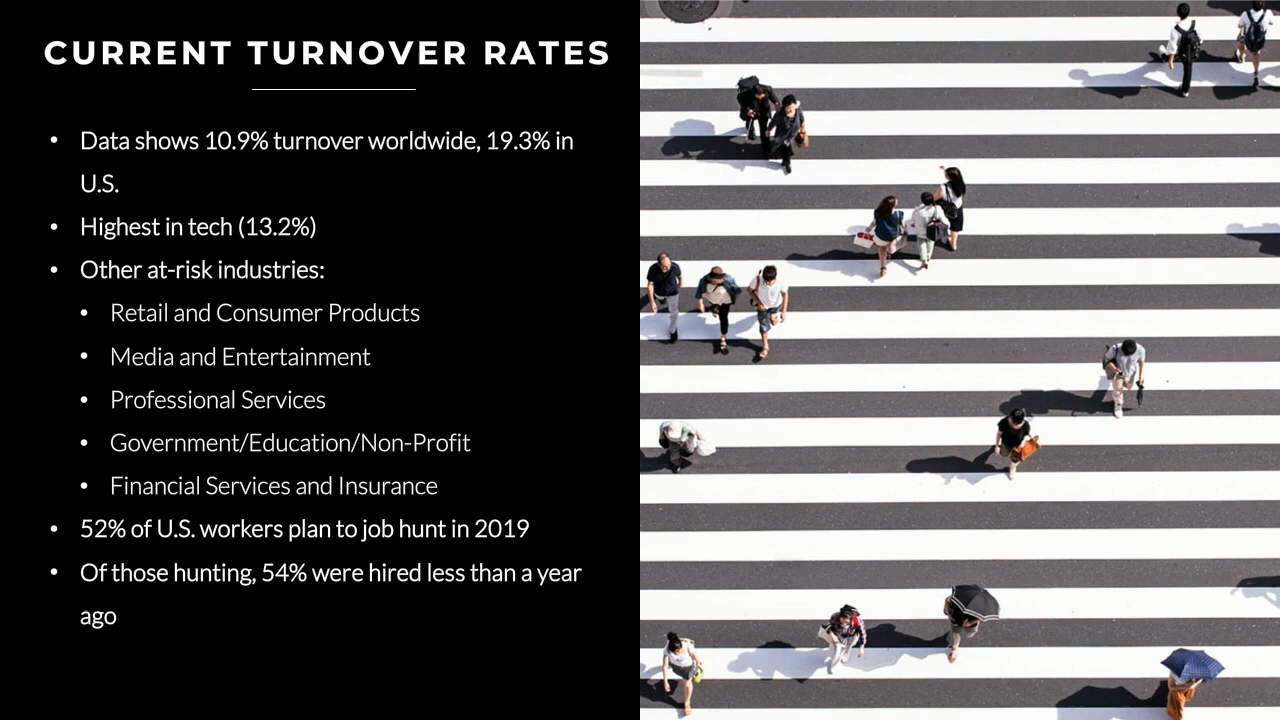 CURRENT TURNOVER RATES
• Data shows 10.9% turnover worldwide, 19.3% in
U.S.
• Highest in tech (13.2%)
• Other at-risk industries:
• Retail and Consumer Products
• Media and Entertainment
• Professional Services
• Government/Education/Non-Profit
• Financial Services and Insurance
• 52% of U.S. workers plan to job hunt in 2019
• Of those hunting, 54% were hired less than a year
ago